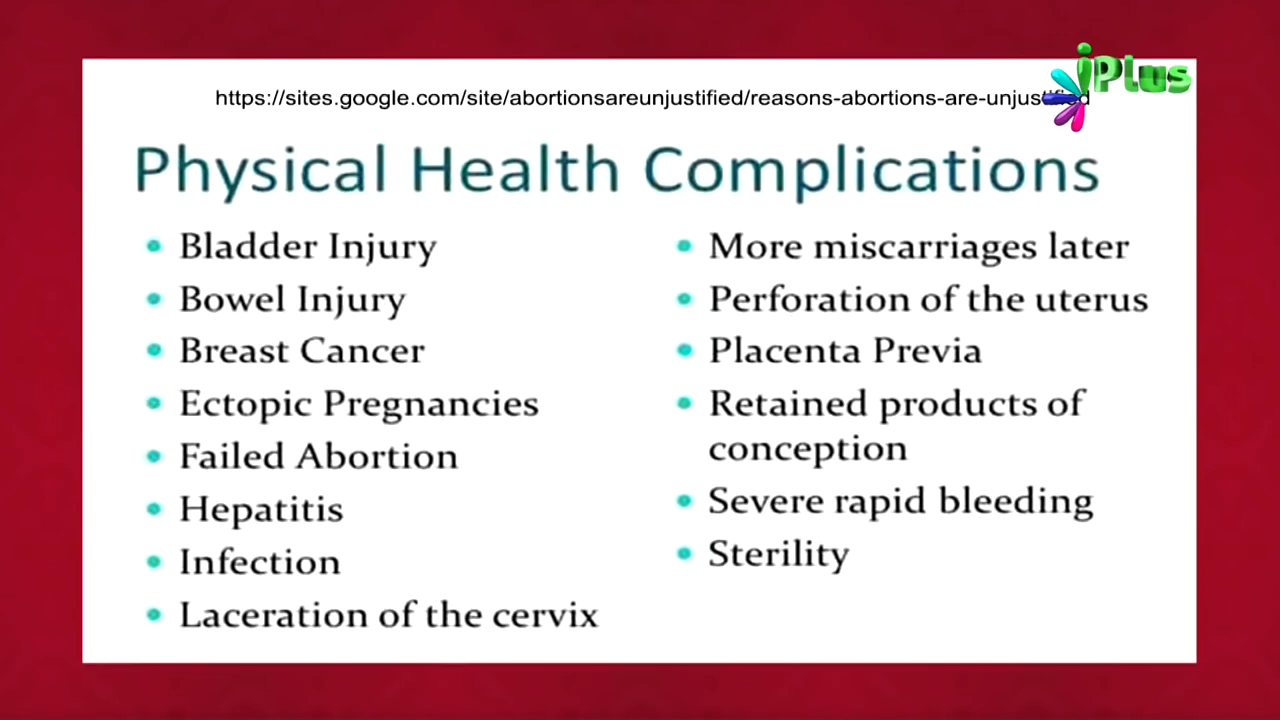 iPlus
https://sites.google.com/site/abortionsareunjustified/reasons-abortions-are-unjustified
Physical Health Complications
Bladder Injury
Bowel Injury
Breast Cancer
Ectopic Pregnancies
Failed Abortion
Hepatitis
Infection
Laceration of the cervix
More miscarriages later
Perforation of the uterus
Placenta Previa
Retained products of
conception
Severe rapid bleeding
Sterility